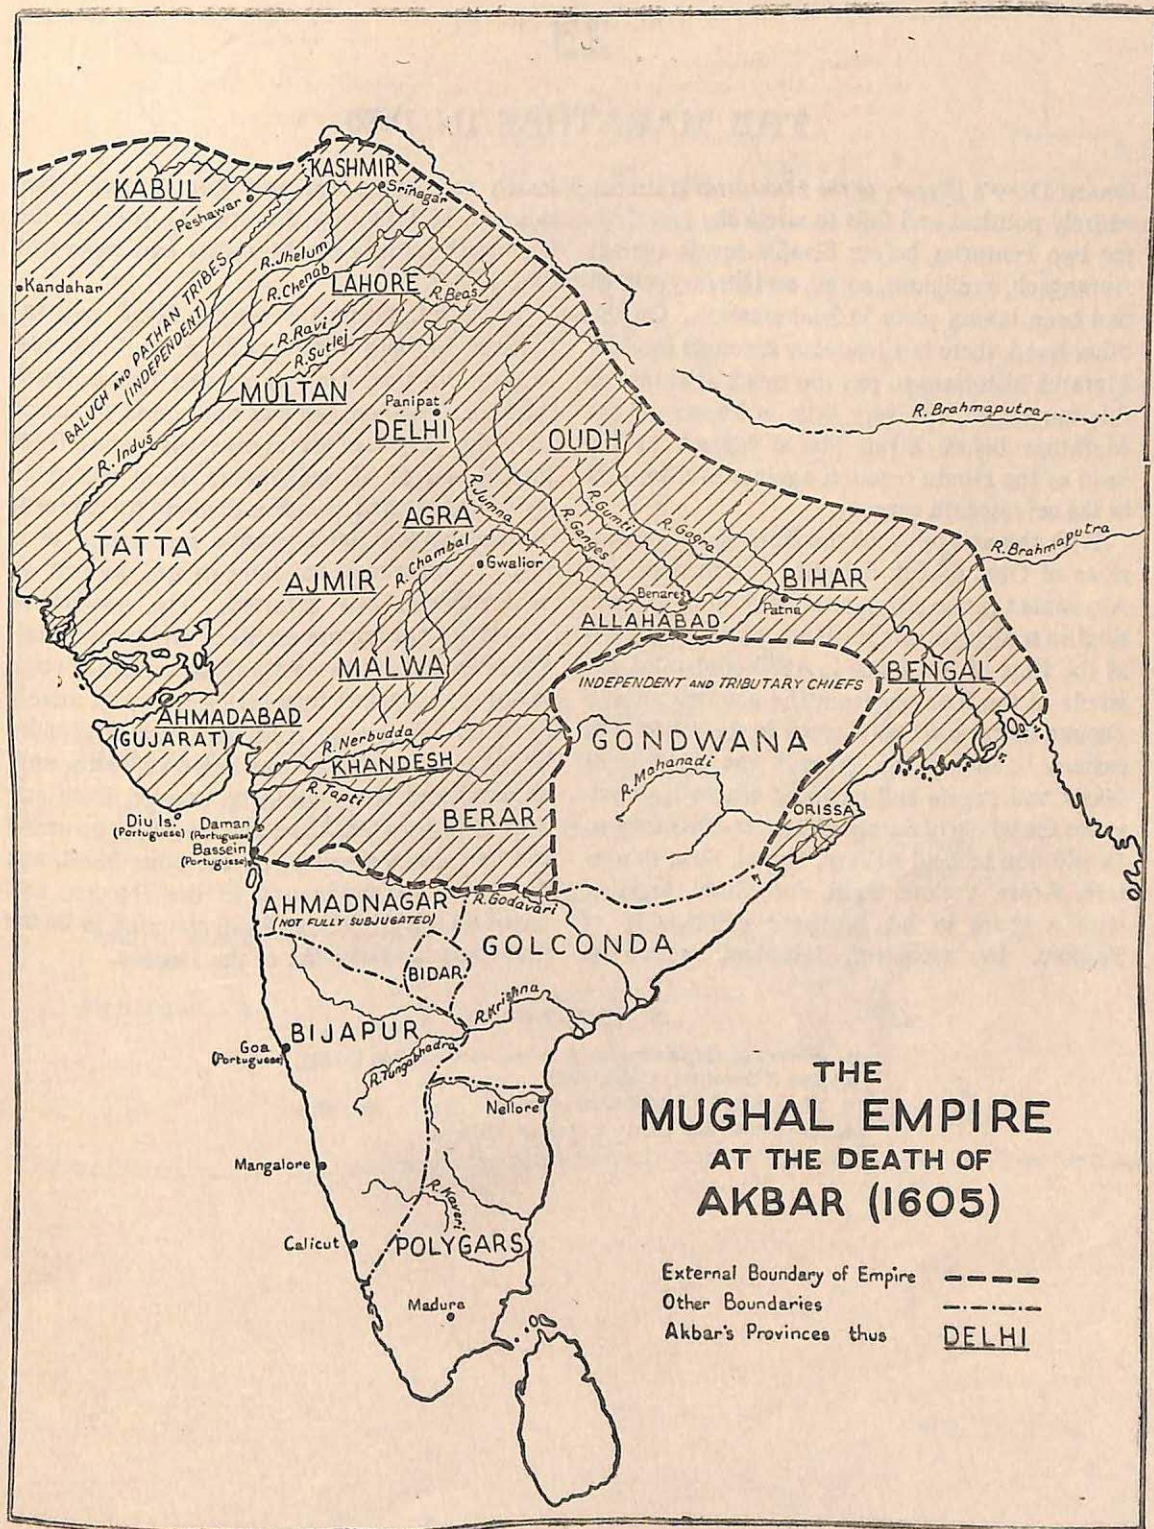 KABUL
KASHMIR
Srinagar
Peshawar
Kandahar
R. Jhelum
R. Chenab
LAHORE
R. Beas
R. Ravi
R. Sutlej
BALUCH AND PATHAN TRIBES
(INDEPENDENT)
MULTAN
Panipat
DELHI
OUDH
R. Brahmaputra
R. Indus
R. Jumna
AGRA
R. Gumti
R. Ganges
R. Gogra
R. Brahmaputra
TATTA
AJMIR
R. Chambal
Gwalior
BIHAR
Benares
Patna
ALLAHABAD
MALWA
INDEPENDENT AND TRIBUTARY CHIEFS
BENGAL
AHMADABAD
(GUJARAT)
R. Nerbudda
GONDWANA
KHANDESH
R. Tapti
R. Mohanadi
BERAR
ORISSA
Diu Is.
(Portuguese)
Daman
(Portuguese)
Bassein
(Portuguese)
AHMADNAGAR
(NOT FULLY SUBJUGATED)
R. Godavari
GOLCONDA
BIDAR
R. Krishna
BIJAPUR
Goa
(Portuguese)
R. Tungabhadra
Nellore
Mangalore
R. Kaveri
Calicut
POLYGARS
Madura
THE
MUGHAL EMPIRE
AT THE DEATH OF
AKBAR (1605)
External Boundary of Empire
Other Boundaries
Akbar's Provinces thus DELHI